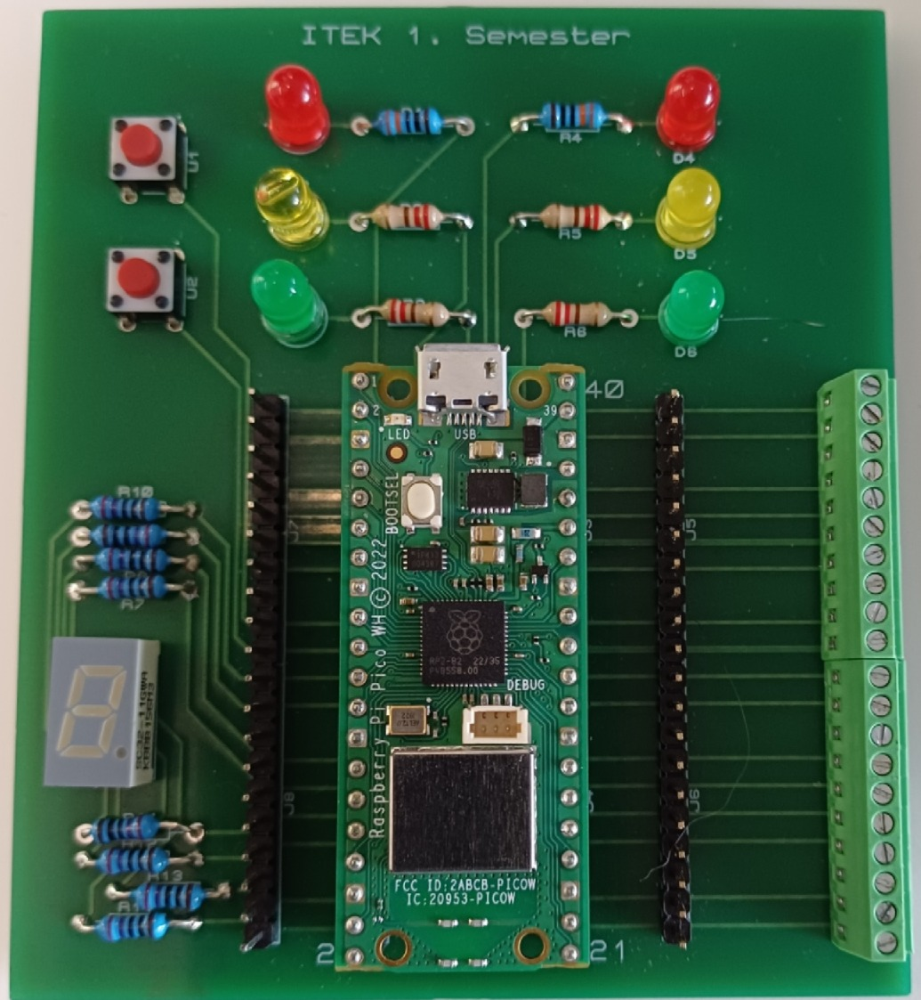 ITEK 1. Semester
U1
R4
D4
R5
D5
U2
R6
D6
40
2
39
LED
USB
BOOTSEL
R10
J7
J5
Raspberry Pi Pico WH © 2022
R7
RP2-B2 22/35
DEBUG
J8
J6
R13
FCC ID:2ABCB-PICOW
IC:20953-PICOW
2
21